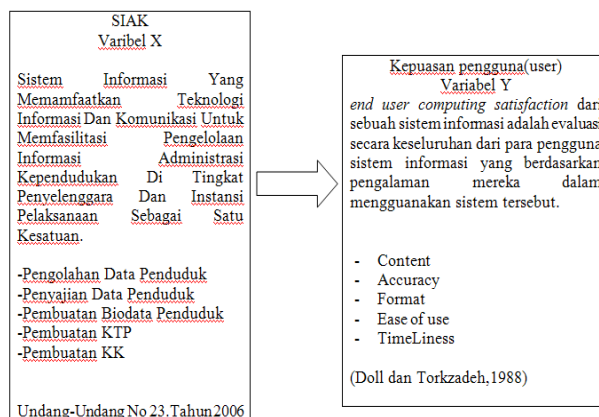 SIAK
Varibel X
Sistem Informasi Yang
Memamfaatkan Teknologi
Informasi Dan Komunikasi Untuk
Memfasilitasi Pengelolaan
Informasi Administrasi
Kependudukan Di Tingkat
Penyelenggara Dan Instansi
Pelaksanaan Sebagai Satu
Kesatuan.
-Pengolahan Data Penduduk
-Penyajian Data Penduduk
-Pembuatan Biodata Penduduk
-Pembuatan KTP
-Pembuatan KK
Undang-Undang No 23.Tahun2006
Kepuasan pengguna(user)
Variabel Y
end user computing satisfaction dari
sebuah sistem informasi adalah evaluasi
secara keseluruhan dari para pengguna
sistem informasi yang berdasarkan
pengalaman mereka dalam
mengguanakan sistem tersebut.
- Content
- Accuracy
- Format
- Ease of use
- TimeLiness
(Doll dan Torkzadeh,1988)